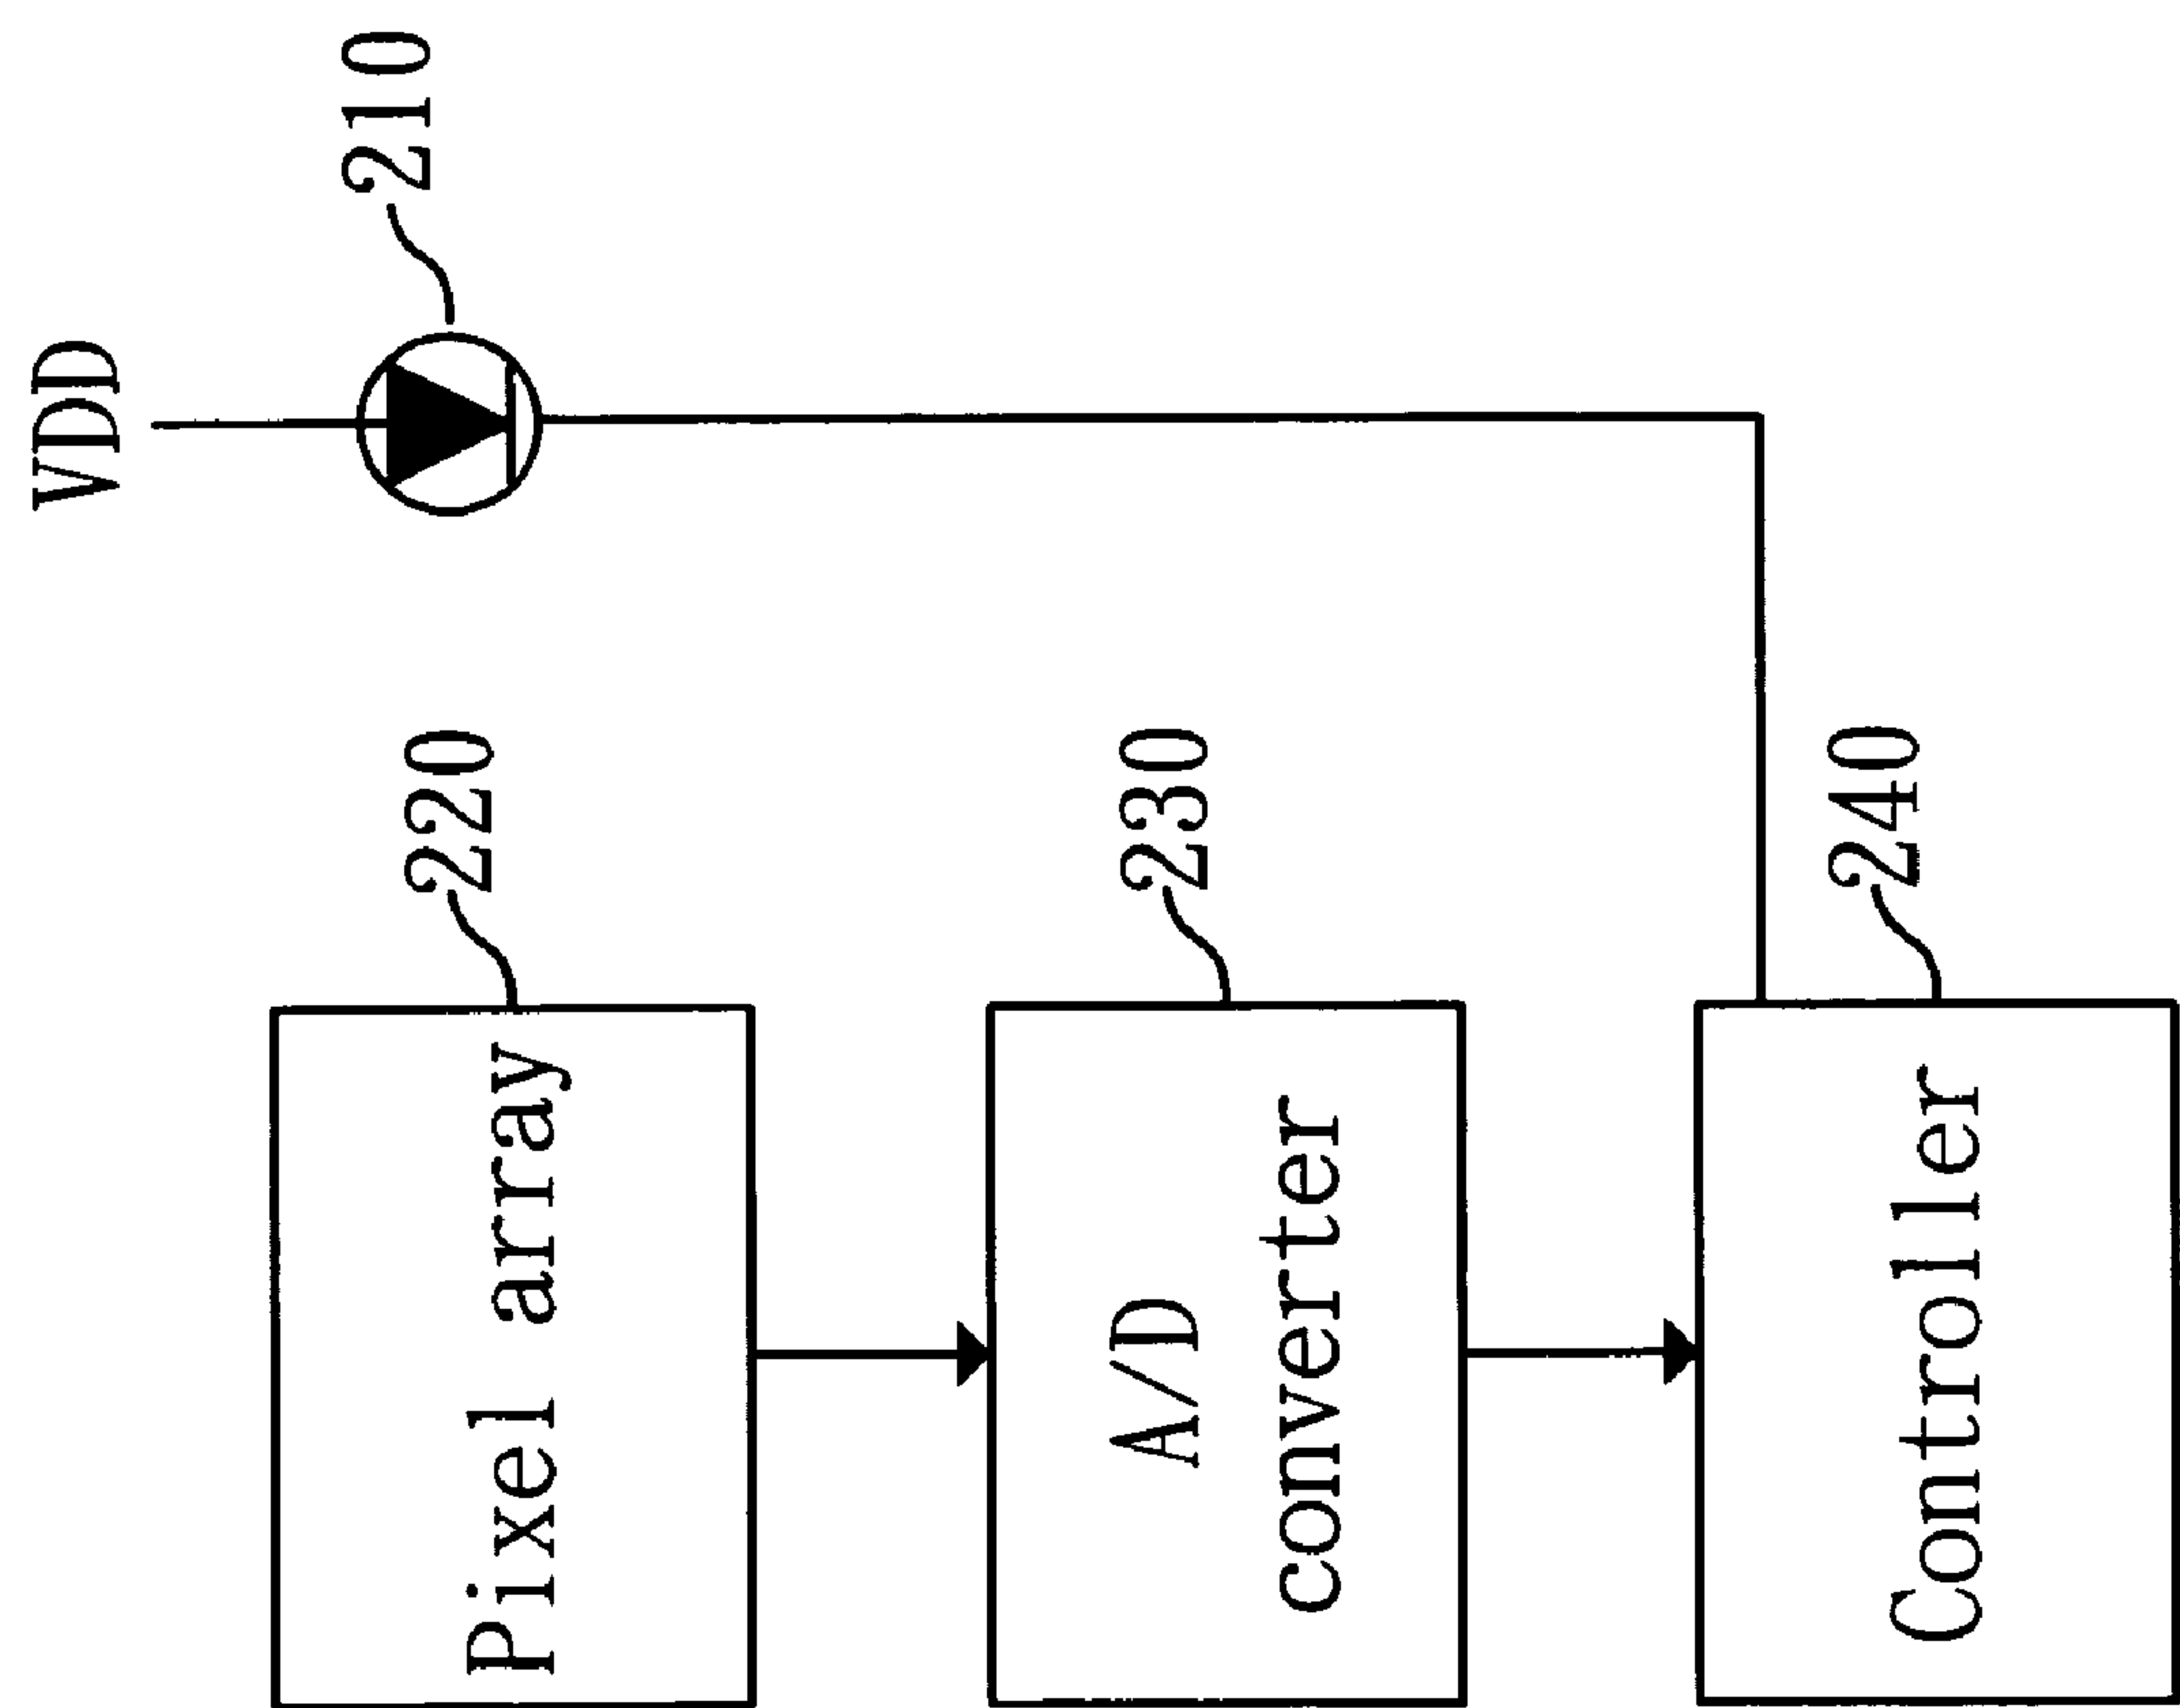 VDD
210
220
Pixel array
230
A/D
converter
240
Controller